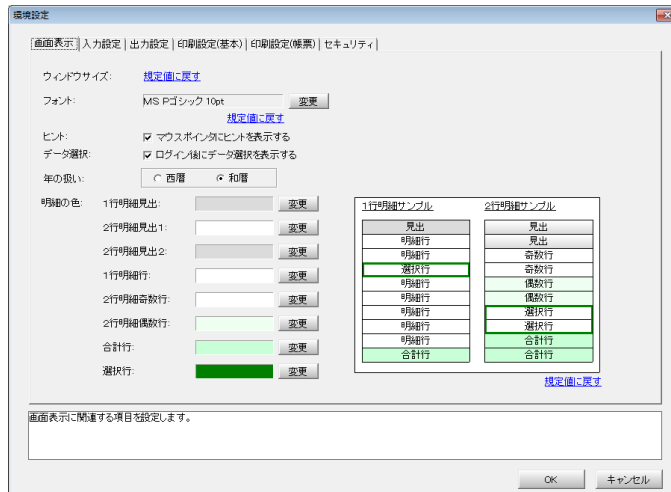 環境設定
画面表示 入力設定 出力設定 印刷設定(基本) 印刷設定(帳票) セキュリティ
ウィンドウサイズ: 規定値に戻す
フォント: MS Pゴシック 10pt 変更
規定値に戻す
ヒント: マウスポインタにヒントを表示する
データ選択: ログイン後にデータ選択を表示する
年の扱い: 西暦 和暦
明細の色: 1行明細見出: 変更
2行明細見出1: 変更
2行明細見出2: 変更
1行明細行: 変更
2行明細奇数行: 変更
2行明細偶数行: 変更
合計行: 変更
選択行: 変更
1行明細サンプル 2行明細サンプル
見出 見出
明細行 見出
明細行 奇数行
選択行 奇数行
明細行 偶数行
明細行 偶数行
明細行 選択行
明細行 選択行
明細行 合計行
合計行 合計行
規定値に戻す
画面表示に関連する項目を設定します。
OK キャンセル